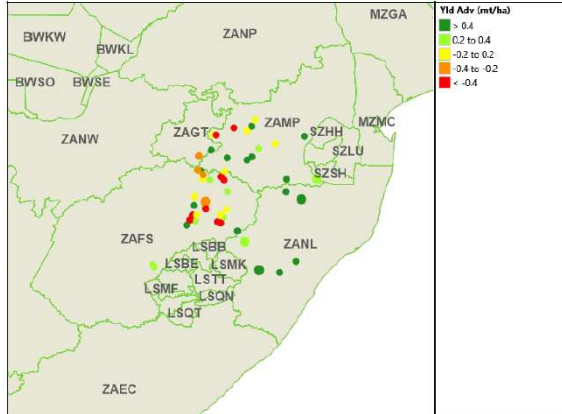 MZGA
BWKW
ZANP
BWKL
BWSO
BWSE
ZAGT
ZAMP
MZMC
ZANW
SZHH
SZLU
SZSH
ZAFS
ZANL
LSBB
LSBE
LSMK
LSTT
LSMF
LSQN
LSQT
ZAEC
Yld Adv (mt/ha)
> 0.4
0.2 to 0.4
-0.2 to 0.2
-0.4 to -0.2
< -0.4